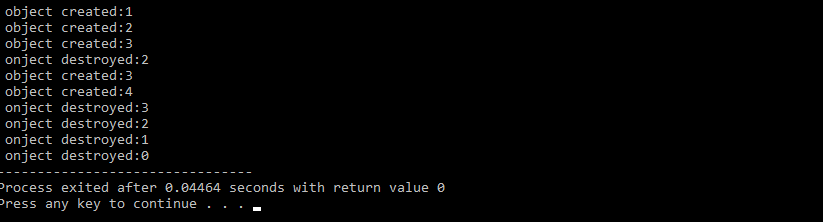 object created:1
object created:2
object created:3
onject destroyed:2
object created:3
object created:4
onject destroyed:3
onject destroyed:2
onject destroyed:1
onject destroyed:0
--------------------------------
Process exited after 0.04464 seconds with return value 0
Press any key to continue . . .